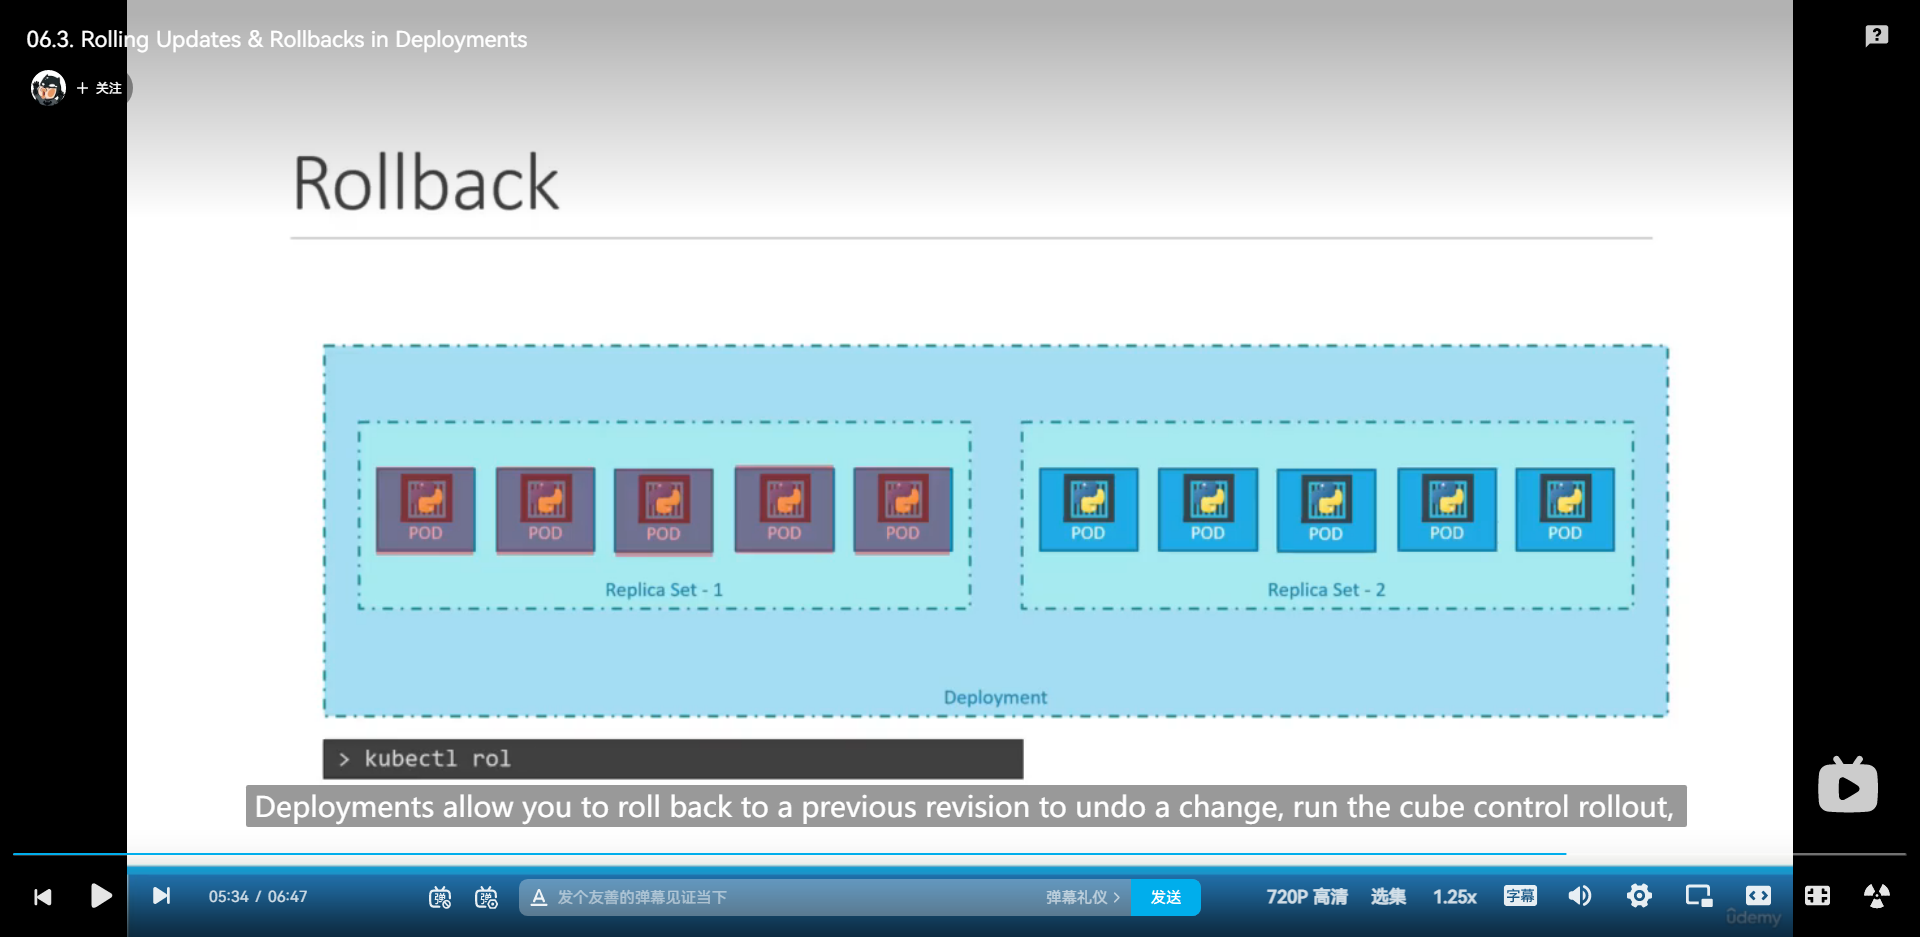 06.3. Rolling Updates & Rollbacks in Deployments
+ 关注
Rollback
POD POD POD POD POD POD POD POD POD POD
Replica Set - 1 Replica Set - 2
Deployment
> kubectl rol
Deployments allow you to roll back to a previous revision to undo a change, run the cube control rollout,
05:34 / 06:47 弹 弹 A 发个友善的弹幕见证当下 弹幕礼仪 > 发送 720P 高清 选集 1.25x 字幕
ûdemy